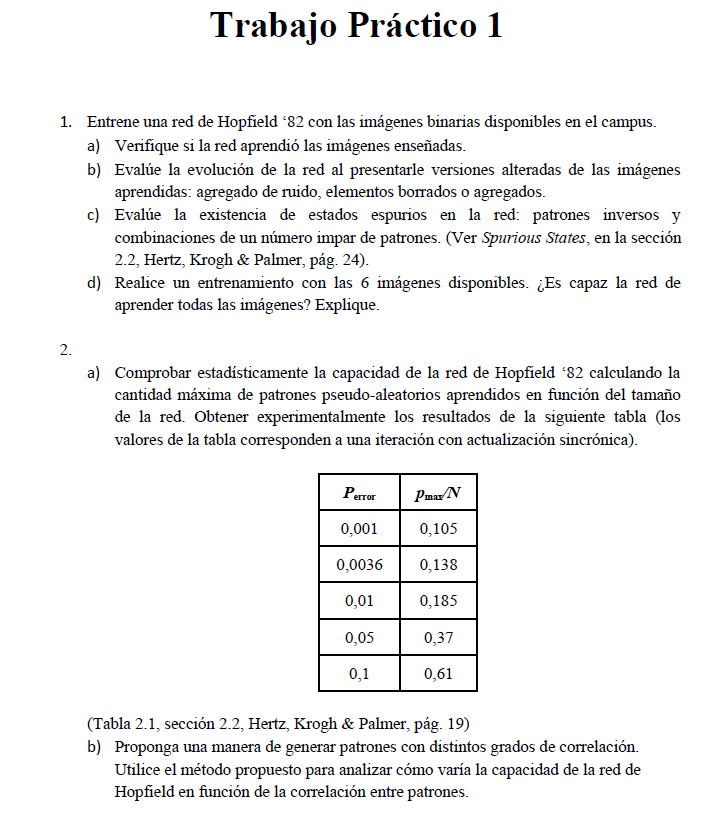 Trabajo Práctico 1
1. Entrene una red de Hopfield ‘82 con las imágenes binarias disponibles en el campus.
a) Verifique si la red aprendió las imágenes enseñadas.
b) Evalúe la evolución de la red al presentarle versiones alteradas de las imágenes
aprendidas: agregado de ruido, elementos borrados o agregados.
c) Evalúe la existencia de estados espurios en la red: patrones inversos y
combinaciones de un número impar de patrones. (Ver Spurious States, en la sección
2.2, Hertz, Krogh & Palmer, pág. 24).
d) Realice un entrenamiento con las 6 imágenes disponibles. ¿Es capaz la red de
aprender todas las imágenes? Explique.
2.
a) Comprobar estadísticamente la capacidad de la red de Hopfield ‘82 calculando la
cantidad máxima de patrones pseudo-aleatorios aprendidos en función del tamaño
de la red. Obtener experimentalmente los resultados de la siguiente tabla (los
valores de la tabla corresponden a una iteración con actualización sincrónica).
Perror pmax/N
0,001 0,105
0,0036 0,138
0,01 0,185
0,05 0,37
0,1 0,61
(Tabla 2.1, sección 2.2, Hertz, Krogh & Palmer, pág. 19)
b) Proponga una manera de generar patrones con distintos grados de correlación.
Utilice el método propuesto para analizar cómo varía la capacidad de la red de
Hopfield en función de la correlación entre patrones.